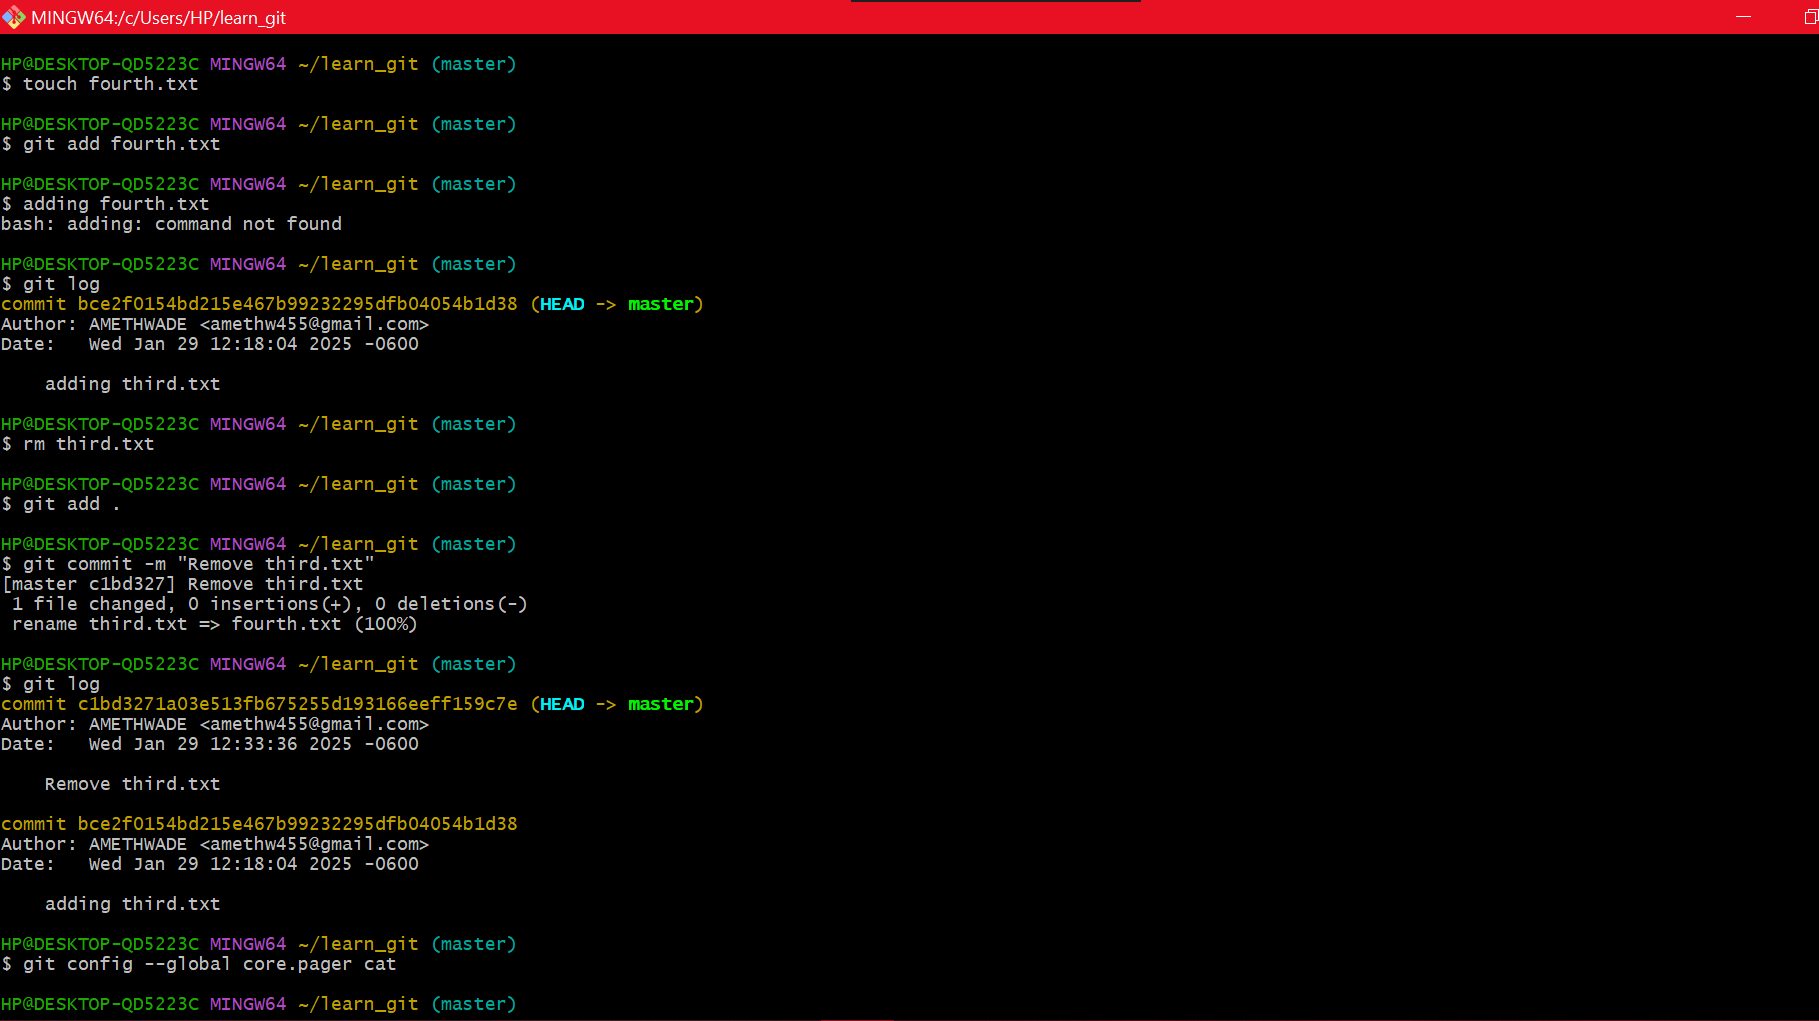 MINGW64:/c/Users/HP/learn_git
HP@DESKTOP-QD5223C MINGW64 ~/learn_git (master)
$ touch fourth.txt
HP@DESKTOP-QD5223C MINGW64 ~/learn_git (master)
$ git add fourth.txt
HP@DESKTOP-QD5223C MINGW64 ~/learn_git (master)
$ adding fourth.txt
bash: adding: command not found
HP@DESKTOP-QD5223C MINGW64 ~/learn_git (master)
$ git log
commit bce2f0154bd215e467b99232295dfb04054b1d38 (HEAD -> master)
Author: AMETHWADE <amethw455@gmail.com>
Date:   Wed Jan 29 12:18:04 2025 -0600
    adding third.txt
HP@DESKTOP-QD5223C MINGW64 ~/learn_git (master)
$ rm third.txt
HP@DESKTOP-QD5223C MINGW64 ~/learn_git (master)
$ git add .
HP@DESKTOP-QD5223C MINGW64 ~/learn_git (master)
$ git commit -m "Remove third.txt"
[master c1bd327] Remove third.txt
 1 file changed, 0 insertions(+), 0 deletions(-)
 rename third.txt => fourth.txt (100%)
HP@DESKTOP-QD5223C MINGW64 ~/learn_git (master)
$ git log
commit c1bd3271a03e513fb675255d193166eeff159c7e (HEAD -> master)
Author: AMETHWADE <amethw455@gmail.com>
Date:   Wed Jan 29 12:33:36 2025 -0600
    Remove third.txt
commit bce2f0154bd215e467b99232295dfb04054b1d38
Author: AMETHWADE <amethw455@gmail.com>
Date:   Wed Jan 29 12:18:04 2025 -0600
    adding third.txt
HP@DESKTOP-QD5223C MINGW64 ~/learn_git (master)
$ git config --global core.pager cat
HP@DESKTOP-QD5223C MINGW64 ~/learn_git (master)